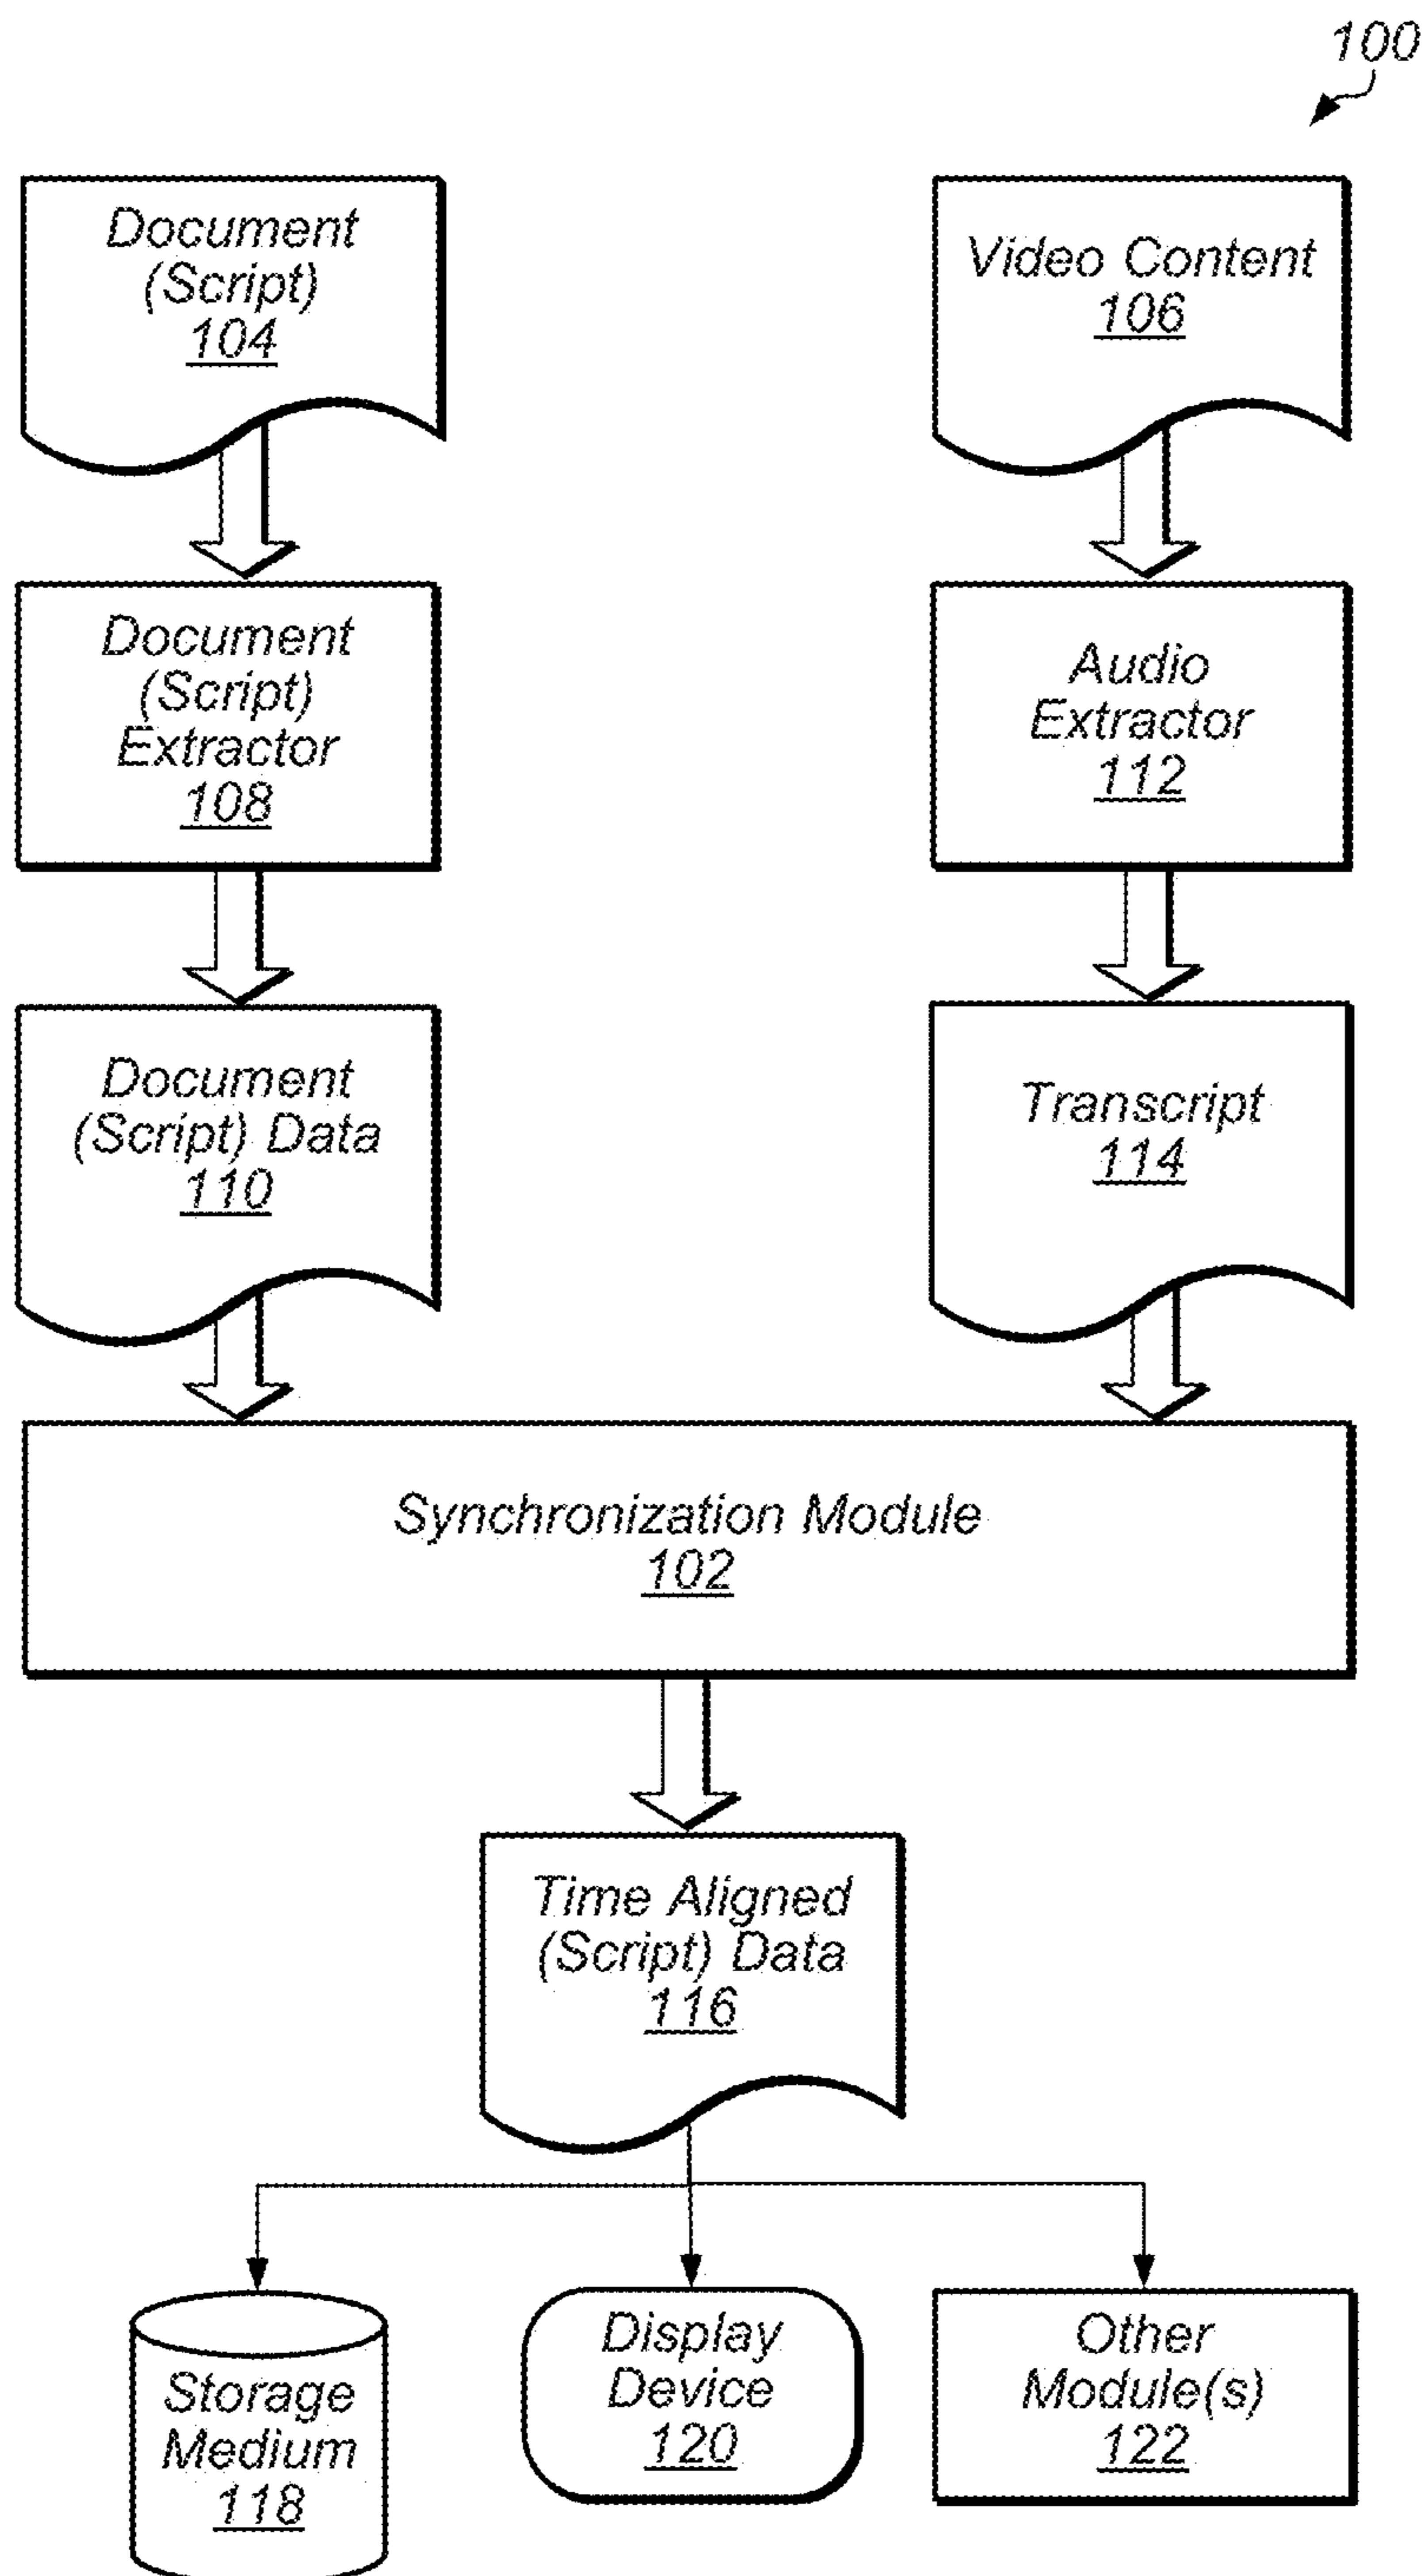 100
Document
(Script)
104
Video Content
106
Document
(Script)
Extractor
108
Audio
Extractor
112
Document
(Script) Data
110
Transcript
114
Synchronization Module
102
Time Aligned
(Script) Data
116
Storage
Medium
118
Display
Device
120
Other
Module(s)
122